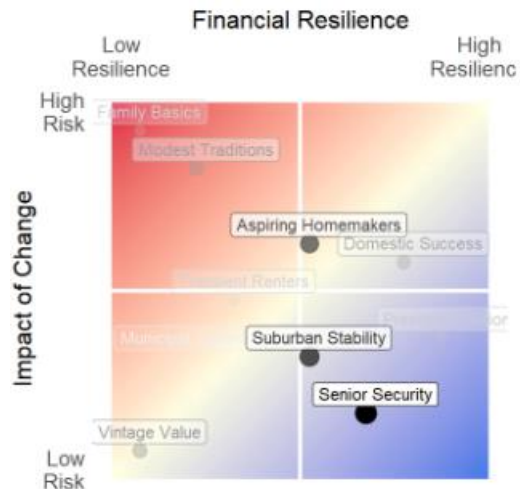 Financial Resilience
Low
Resilience
High
Resilienc
High
Risk
Family Basics
Modest Traditions
Aspiring Homemakers
Domestic Success
Renters
Suburban Stability
Senior Security
Vintage Value
Low
Risk
Impact of Change